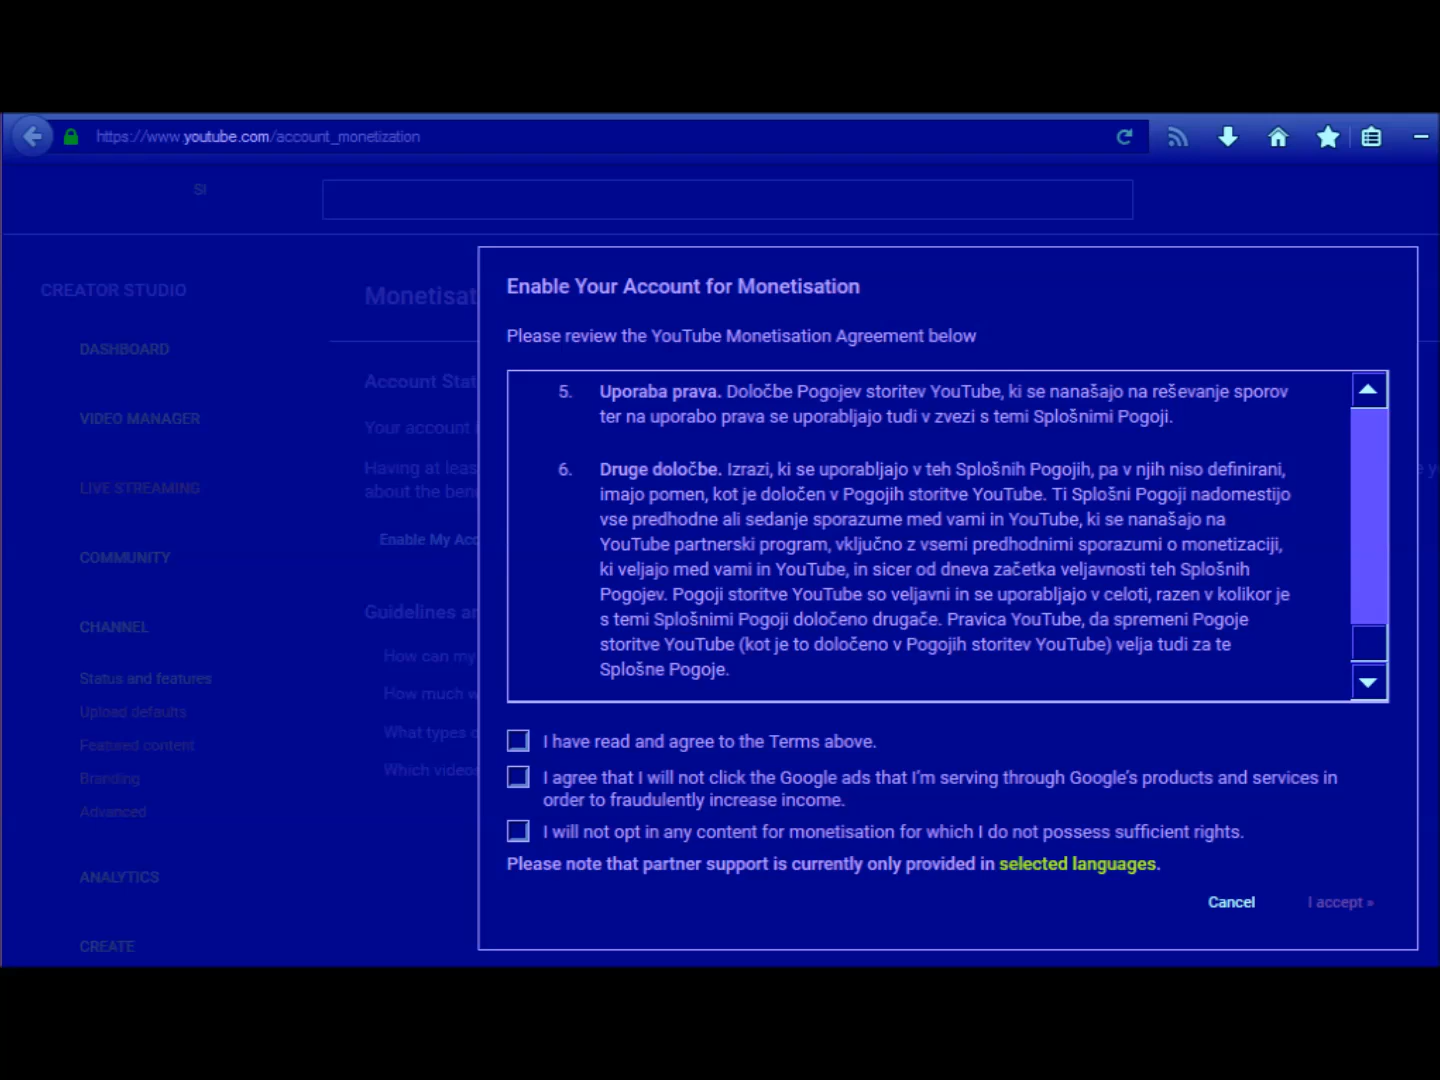 https://www.youtube.com/account_monetization
SI
CREATOR STUDIO
DASHBOARD
VIDEO MANAGER
LIVE STREAMING
COMMUNITY
CHANNEL
Status and features
Upload defaults
Featured content
Branding
Advanced
ANALYTICS
CREATE
Monetisat
Account Stat
Your account
Having at leas
about the ben
Enable My Acc
Guidelines an
How can my
How much w
What types o
Which videos
Enable Your Account for Monetisation
Please review the YouTube Monetisation Agreement below
5. Uporaba prava. Določbe Pogojev storitev YouTube, ki se nanašajo na reševanje sporov
ter na uporabo prava se uporabljajo tudi v zvezi s temi Splošnimi Pogoji.
6. Druge določbe. Izrazi, ki se uporabljajo v teh Splošnih Pogojih, pa v njih niso definirani,
imajo pomen, kot je določen v Pogojih storitve YouTube. Ti Splošni Pogoji nadomestijo
vse predhodne ali sedanje sporazume med vami in YouTube, ki se nanašajo na
YouTube partnerski program, vključno z vsemi predhodnimi sporazumi o monetizaciji,
ki veljajo med vami in YouTube, in sicer od dneva začetka veljavnosti teh Splošnih
Pogojev. Pogoji storitve YouTube so veljavni in se uporabljajo v celoti, razen v kolikor je
s temi Splošnimi Pogoji določeno drugače. Pravica YouTube, da spremeni Pogoje
storitve YouTube (kot je to določeno v Pogojih storitev YouTube) velja tudi za te
Splošne Pogoje.
I have read and agree to the Terms above.
I agree that I will not click the Google ads that I'm serving through Google's products and services in
order to fraudulently increase income.
I will not opt in any content for monetisation for which I do not possess sufficient rights.
Please note that partner support is currently only provided in selected languages.
Cancel
I accept »